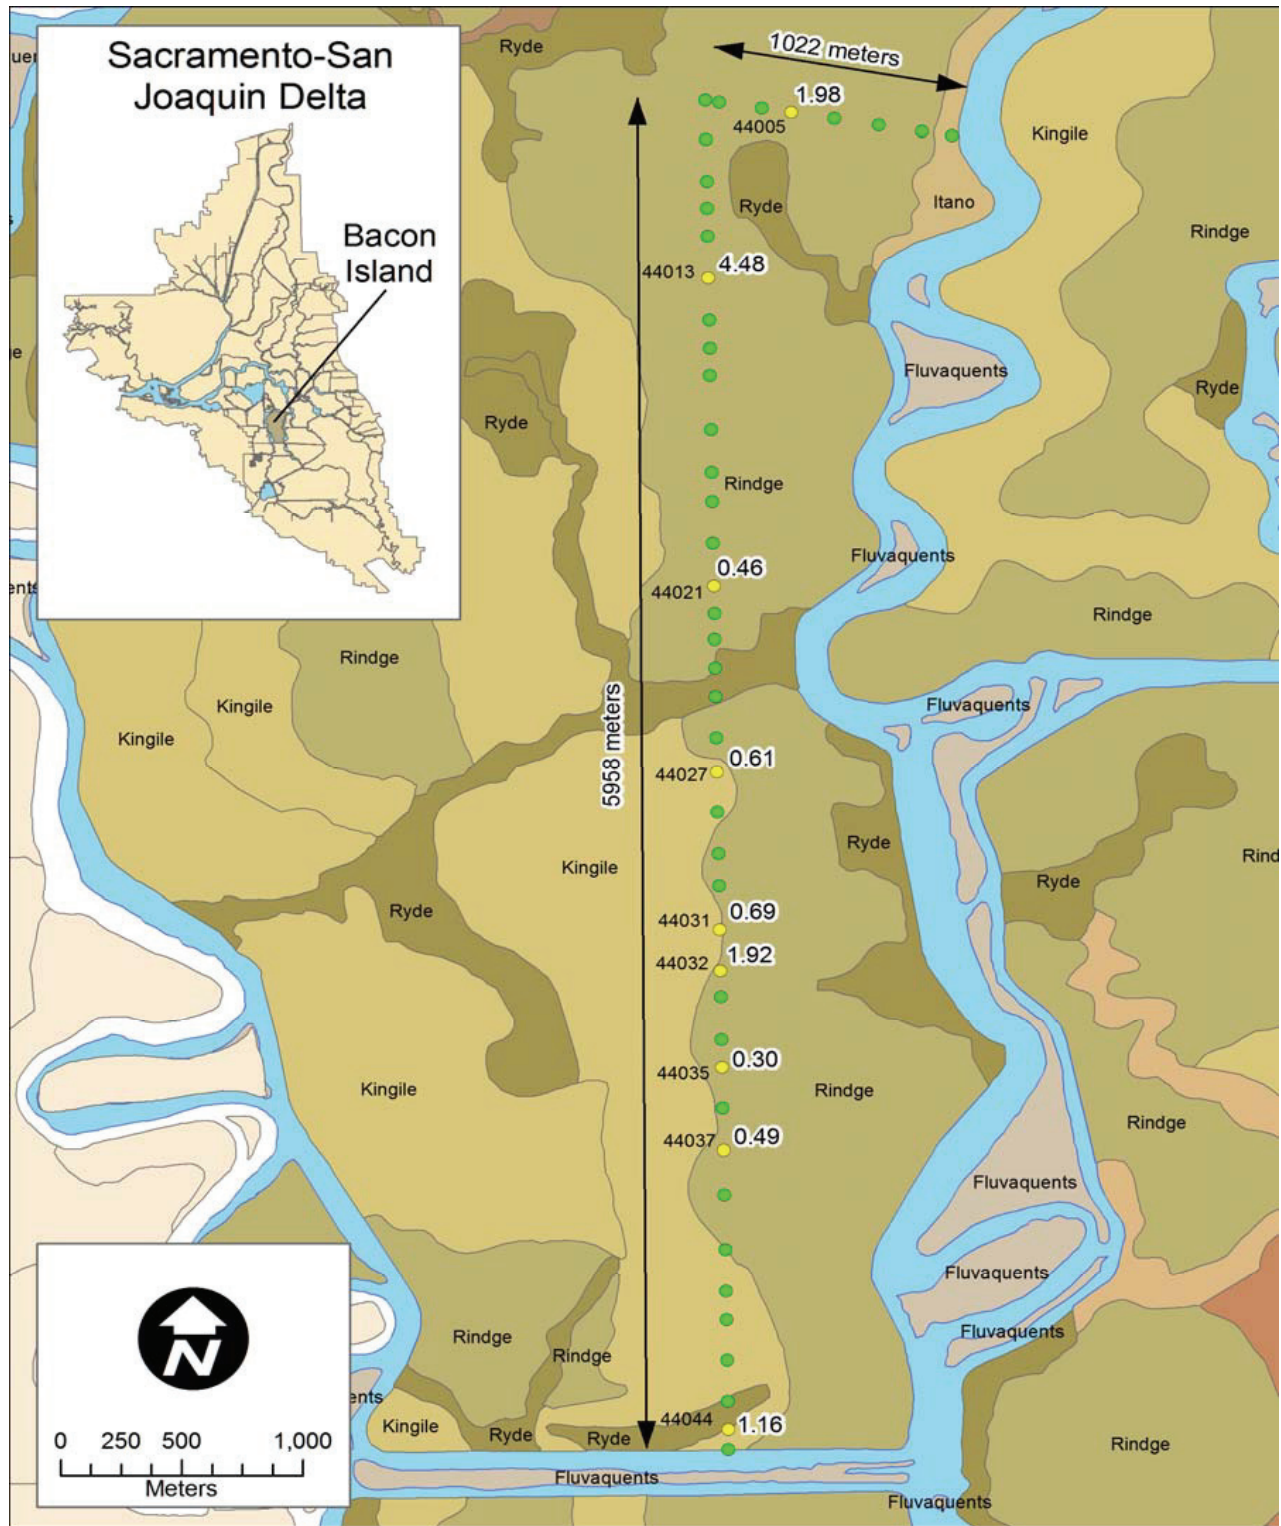 Sacramento-San
Joaquin Delta
Bacon
Island
Ryde
1022 meters
1.98
44005
Kingile
Ryde
Itano
Rindge
44013
4.48
Fluvaquents
Ryde
Ryde
Rindge
Fluvaquents
0.46
44021
Rindge
Rindge
Kingile
Fluvaquents
Kingile
5958 meters
0.61
44027
Ryde
Rind
Kingile
Ryde
Ryde
0.69
44031
1.92
44032
0.30
44035
Kingile
Rindge
Rindge
0.49
44037
Fluvaquents
Fluvaquents
N
Rindge
Rindge
Fluvaquents
ents
44044
1.16
Kingile
Ryde
Ryde
Rindge
0 250 500 1,000
Meters
Fluvaquents
Fluvaquents